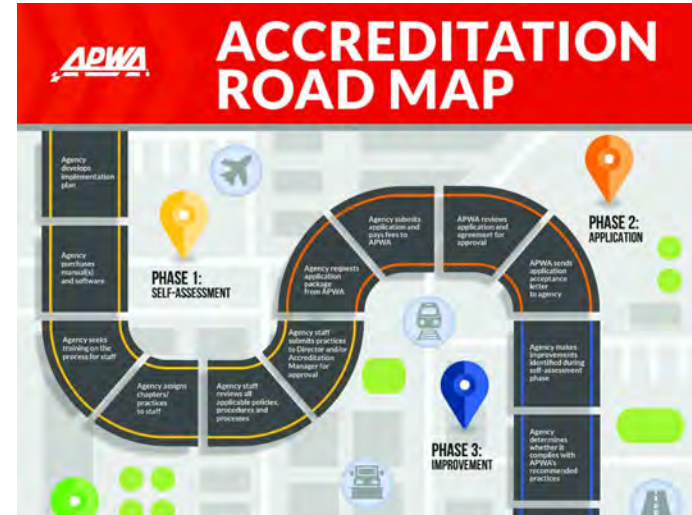 APWA
ACCREDITATION
ROAD MAP
Agency
develops
implementation
plan
Agency
purchases
manual(s)
and software
Agency seeks
training on the
process for staff
Agency assigns
chapters/
practices
to staff
Agency staff
reviews all
applicable policies,
procedures and
processes
Agency staff
submits practices
to Director and/or
Accreditation
Manager for
approval
PHASE 1:
SELF-ASSESSMENT
Agency requests
application
package
from APWA
Agency submits
application and
pays fees to
APWA
APWA reviews
application and
agreement for
approval
APWA sends
application
acceptance
letter
to agency
PHASE 2:
APPLICATION
Agency makes
improvements
identified during
self-assessment
phase
Agency
determines
whether it
complies with
APWA's
recommended
practices
PHASE 3:
IMPROVEMENT